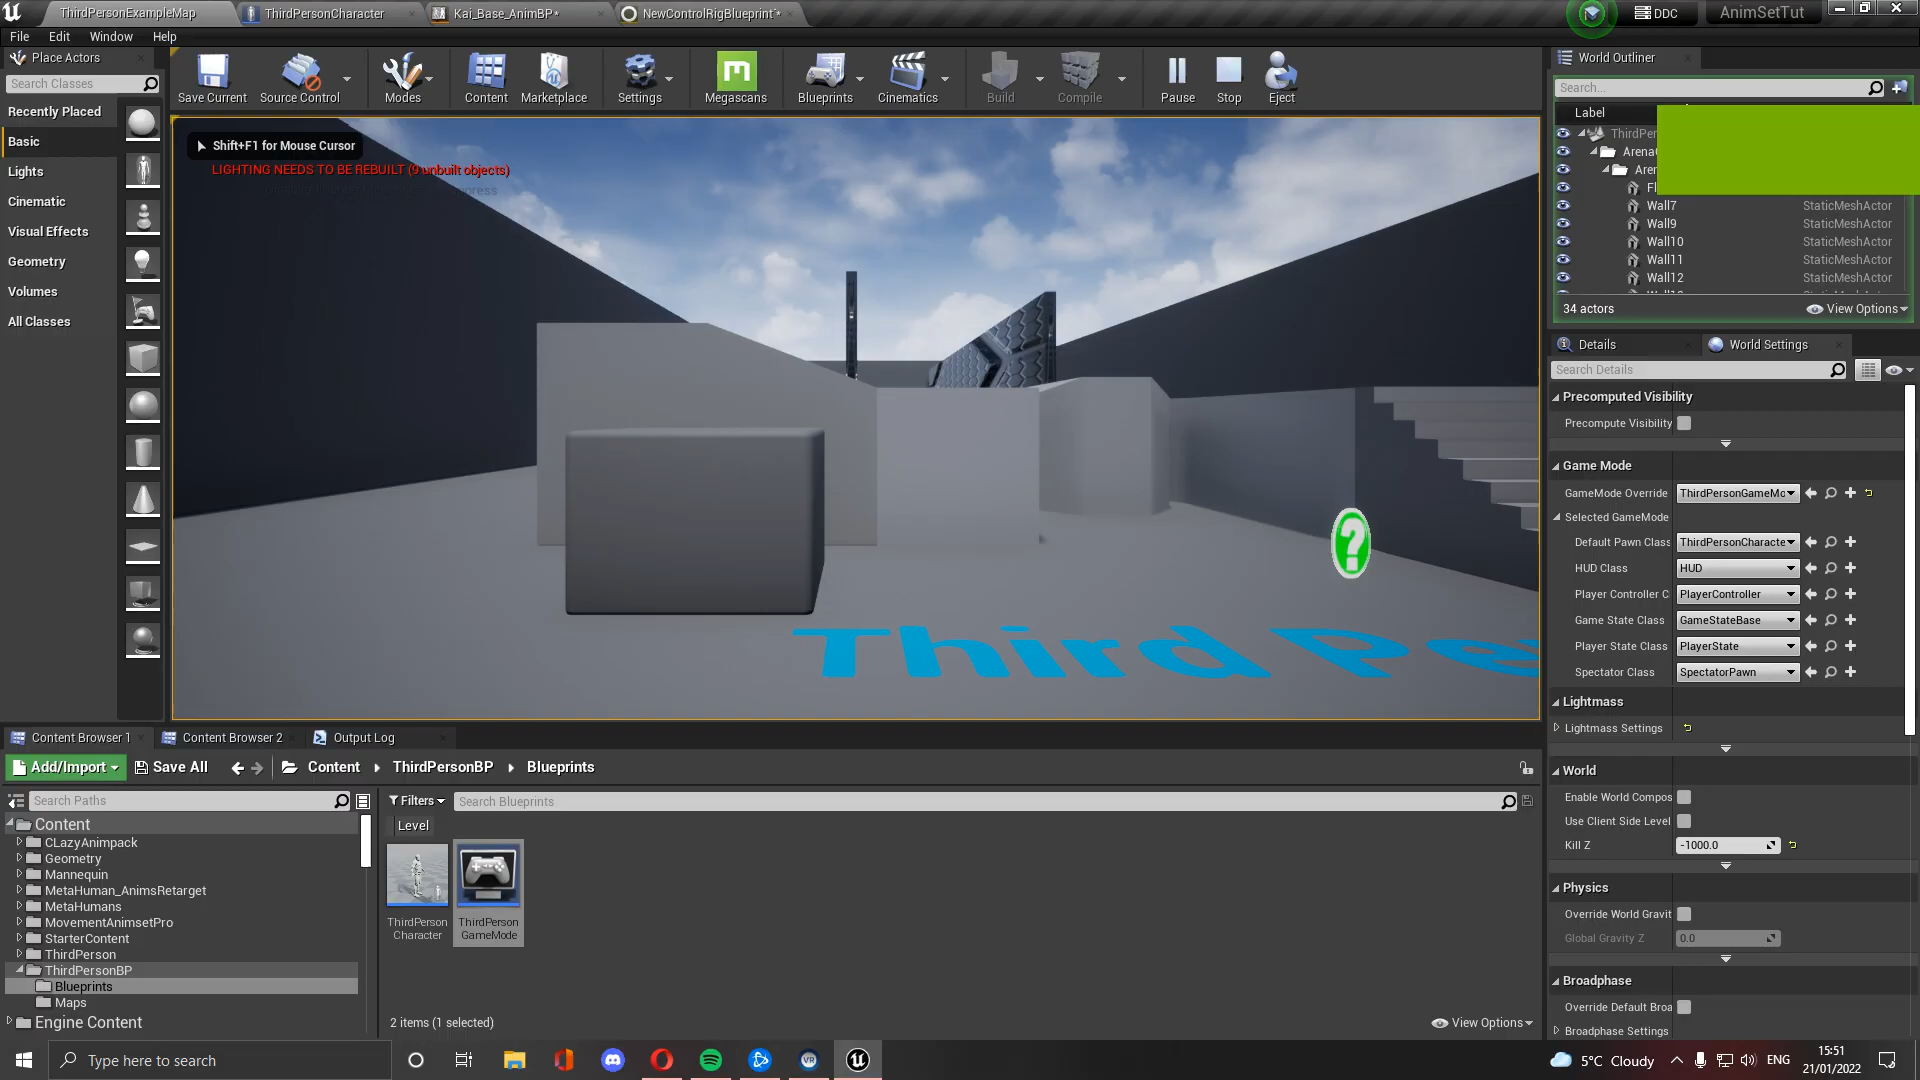 ThirdPersonExampleMap
ThirdPersonCharacter
Kai_Base_AnimBP*
NewControlRigBlueprint*
DDC
AnimSetTut
File
Edit
Window
Help
Place Actors
Search Classes
Recently Placed
Basic
Lights
Cinematic
Visual Effects
Geometry
Volumes
All Classes
Save Current
Source Control
Modes
Content
Marketplace
Settings
Megascans
Blueprints
Cinematics
Build
Compile
Pause
Stop
Eject
Shift+F1 for Mouse Cursor
LIGHTING NEEDS TO BE REBUILT (9 unbuilt objects)
?
Third Pe
World Outliner
Search...
Label
ThirdPer
Arena
Aren
Fl
Wall7 StaticMeshActor
Wall9 StaticMeshActor
Wall10 StaticMeshActor
Wall11 StaticMeshActor
Wall12 StaticMeshActor
34 actors
View Options
Details
World Settings
Search Details
Precomputed Visibility
Precompute Visibility
Game Mode
GameMode Override ThirdPersonGameMo
Selected GameMode
Default Pawn Class ThirdPersonCharacte
HUD Class HUD
Player Controller C PlayerController
Game State Class GameStateBase
Player State Class PlayerState
Spectator Class SpectatorPawn
Lightmass
Lightmass Settings
World
Enable World Compos
Use Client Side Level
Kill Z -1000.0
Physics
Override World Gravit
Global Gravity Z 0.0
Broadphase
Override Default Broa
Broadphase Settings
Content Browser 1
Content Browser 2
Output Log
Add/Import
Save All
Content
ThirdPersonBP
Blueprints
Search Paths
Content
CLazyAnimpack
Geometry
Mannequin
MetaHuman_AnimsRetarget
MetaHumans
MovementAnimsetPro
StarterContent
ThirdPerson
ThirdPersonBP
Blueprints
Maps
Engine Content
Filters
Search Blueprints
Level
ThirdPerson
Character
ThirdPerson
GameMode
2 items (1 selected)
View Options
Type here to search
5°C Cloudy
ENG
15:51
21/01/2022